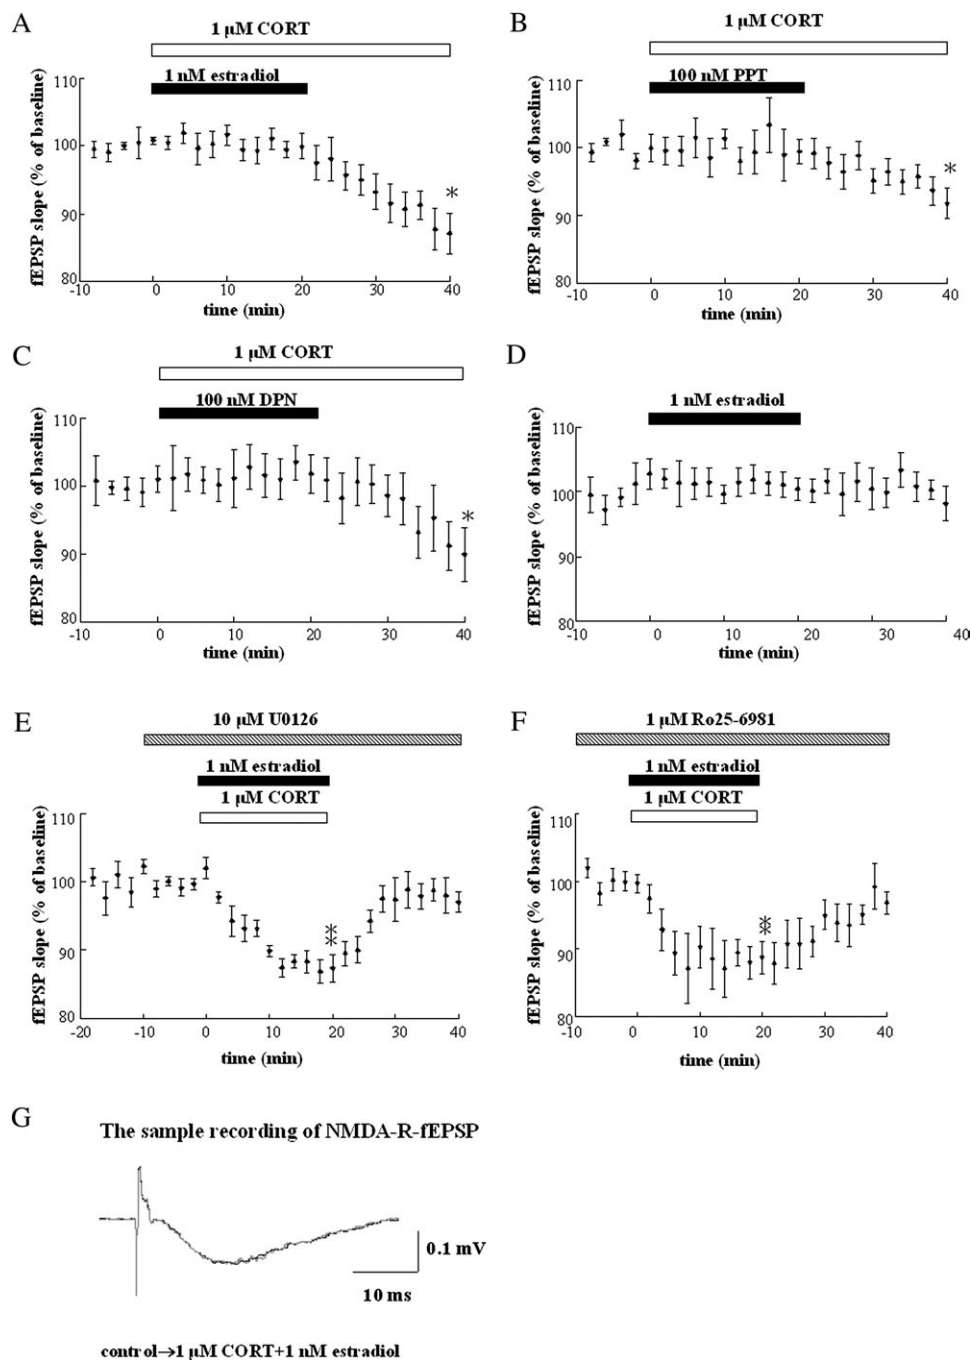 A
1 μM CORT
1 nM estradiol
110
100
90
80
-10
0
10
20
30
40
fEPSP slope (% of baseline)
time (min)
B
1 μM CORT
100 nM PPT
110
100
90
80
-10
0
10
20
30
40
fEPSP slope (% of baseline)
time (min)
*
*
C
1 μM CORT
100 nM DPN
110
100
90
80
-10
0
10
20
30
40
fEPSP slope (% of baseline)
time (min)
*
D
1 nM estradiol
110
100
90
80
-10
0
10
20
30
40
fEPSP slope (% of baseline)
time (min)
E
10 μM U0126
1 nM estradiol
1 μM CORT
110
100
90
80
-20
-10
0
10
20
30
40
fEPSP slope (% of baseline)
time (min)
**
F
1 μM Ro25-6981
1 nM estradiol
1 μM CORT
110
100
90
80
-10
0
10
20
30
40
fEPSP slope (% of baseline)
time (min)
**
G
The sample recording of NMDA-R-fEPSP
0.1 mV
10 ms
control→1 μM CORT+1 nM estradiol